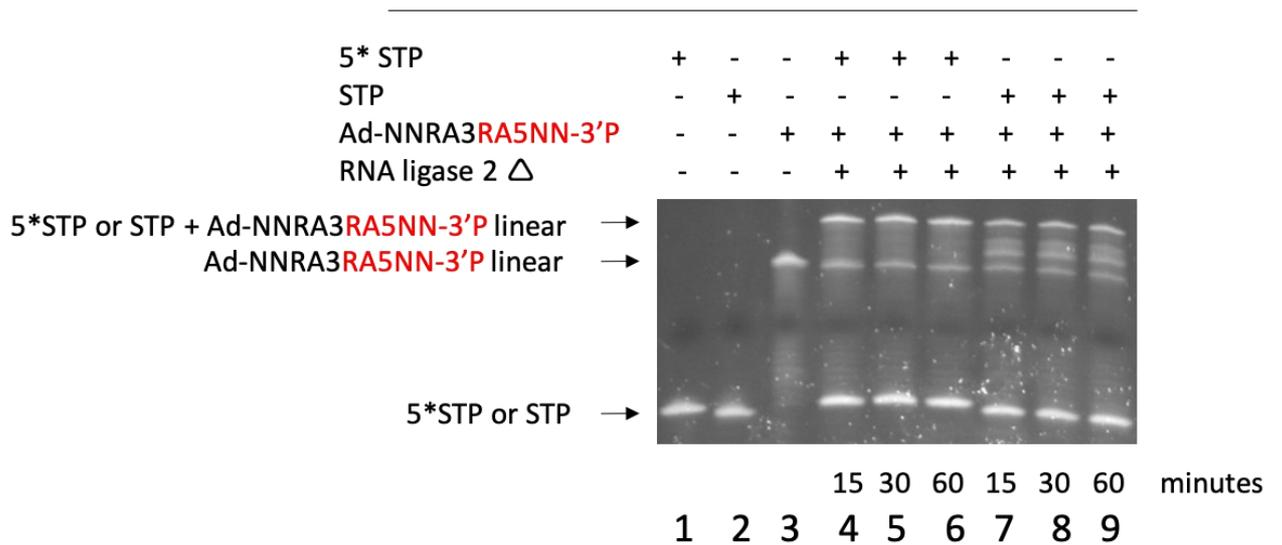 5* STP + - - + + + - - -
STP - + - - - - + + +
Ad-NNRA3RA5NN-3’P - - + + + + + + +
RNA ligase 2 △ - - - + + + + + +
5*STP or STP + Ad-NNRA3RA5NN-3’P linear
Ad-NNRA3RA5NN-3’P linear
5*STP or STP
15 30 60 15 30 60 minutes
1 2 3 4 5 6 7 8 9